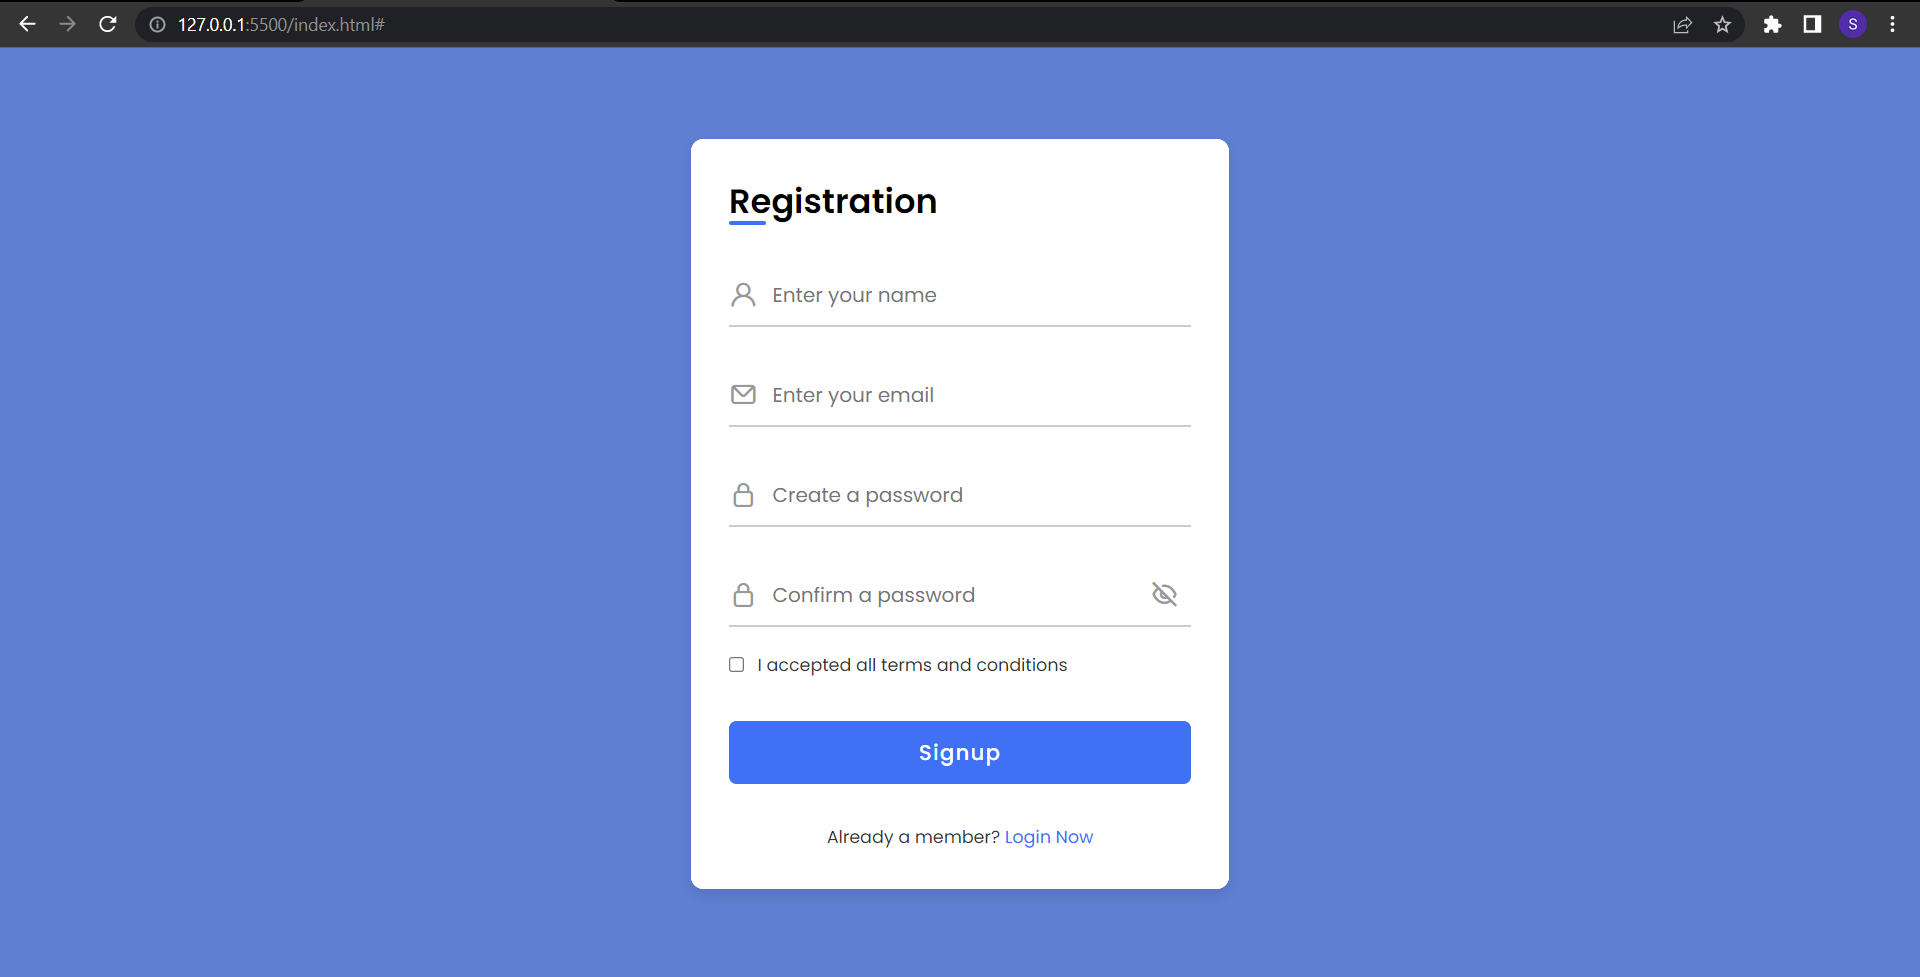 127.0.0.1:5500/index.html#
S
Registration
Enter your name
Enter your email
Create a password
Confirm a password
I accepted all terms and conditions
Signup
Already a member? Login Now